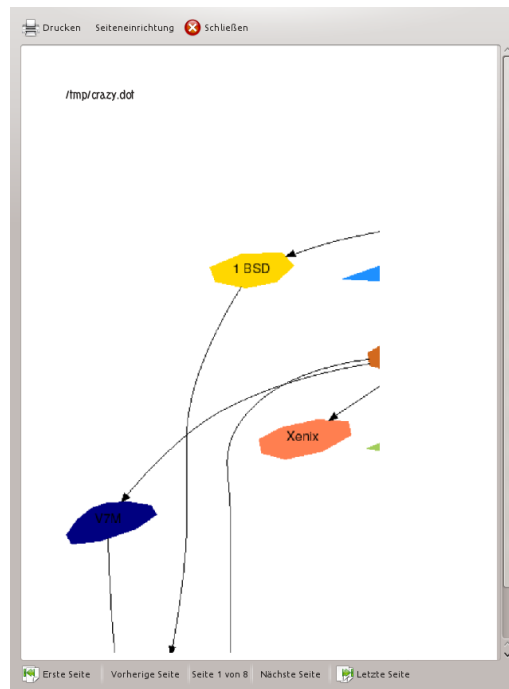 Drucken Seiteneinrichtung Schließen
/tmp/crazy.dot
1 BSD
Xenix
V7M
Erste Seite Vorherige Seite Seite 1 von 8 Nächste Seite Letzte Seite